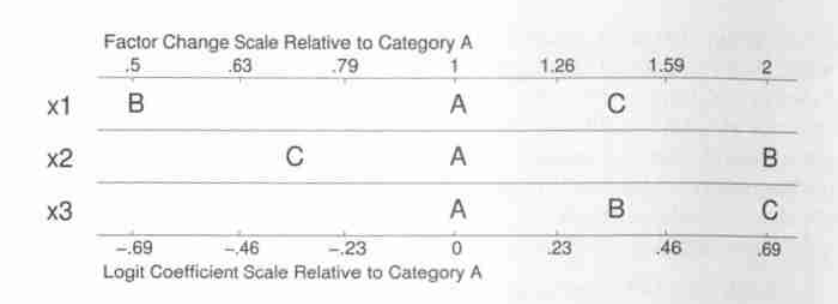 Factor Change Scale Relative to Category A
.5 .63 .79 1 1.26 1.59 2
x1 B A C
x2 C A B
x3 A B C
–.69 –.46 –.23 0 .23 .46 .69
Logit Coefficient Scale Relative to Category A